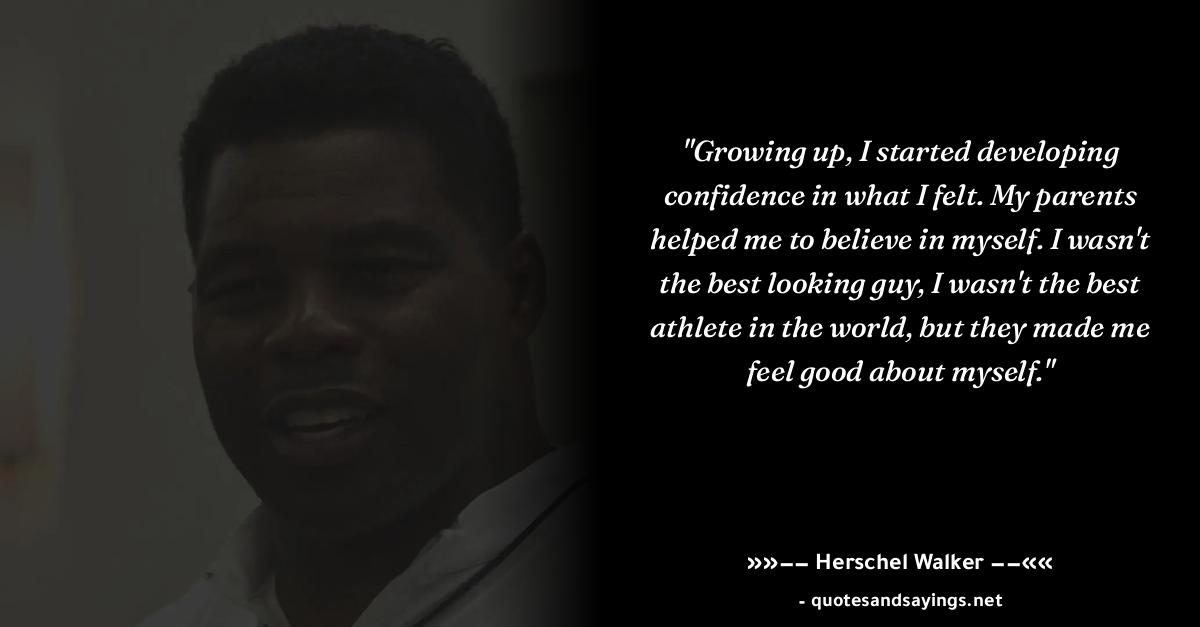 "Growing up, I started developing
confidence in what I felt. My parents
helped me to believe in myself. I wasn't
the best looking guy, I wasn't the best
athlete in the world, but they made me
feel good about myself."
»»−− Herschel Walker −−««
- quotesandsayings.net